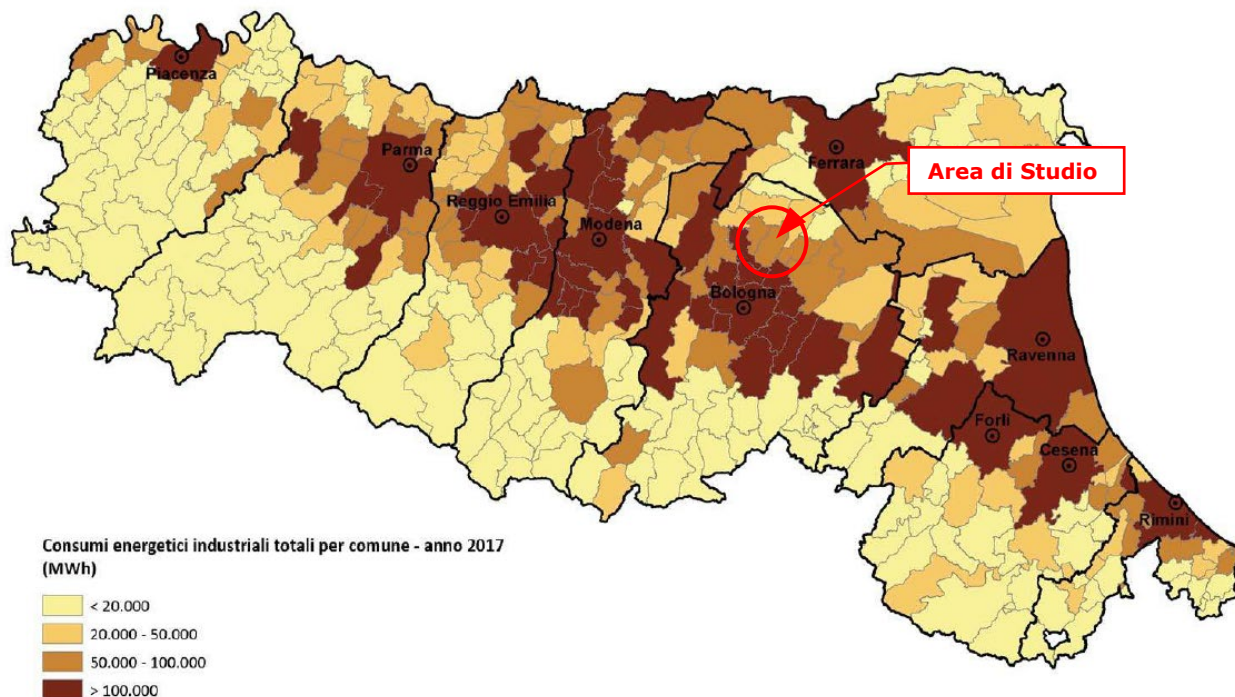 Piacenza
Parma
Ferrara
Area di Studio
Reggio Emilia
Modena
Bologna
Ravenna
Forlì
Cesena
Rimini
Consumi energetici industriali totali per comune - anno 2017
(MWh)
< 20.000
20.000 - 50.000
50.000 - 100.000
> 100.000